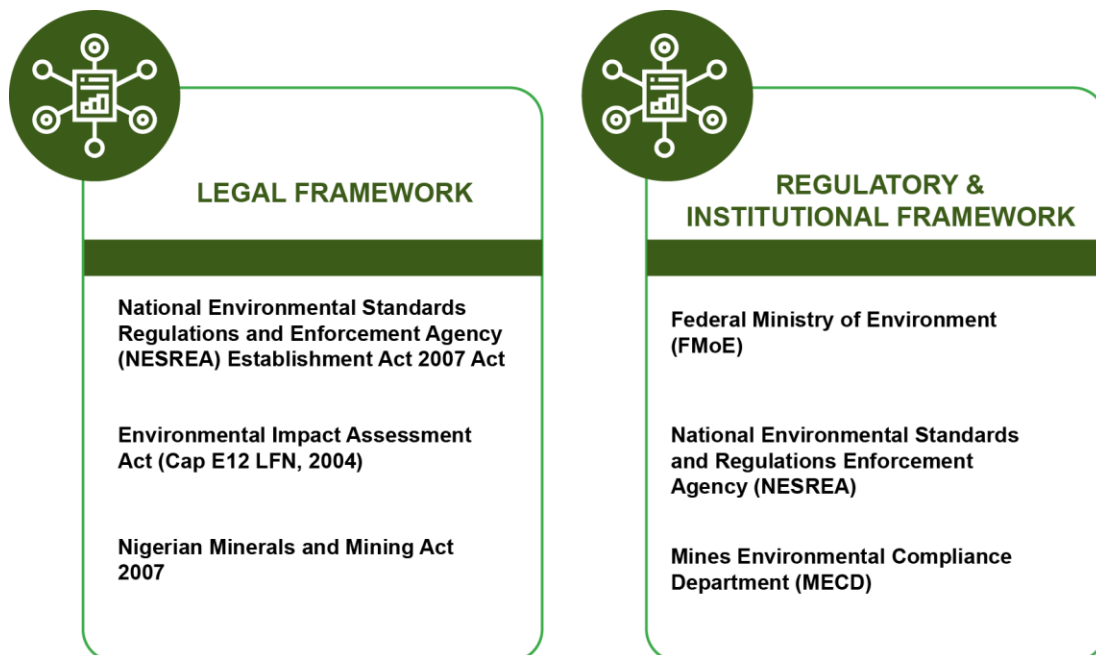 LEGAL FRAMEWORK
National Environmental Standards
Regulations and Enforcement Agency
(NESREA) Establishment Act 2007 Act
Environmental Impact Assessment
Act (Cap E12 LFN, 2004)
Nigerian Minerals and Mining Act
2007
REGULATORY &
INSTITUTIONAL FRAMEWORK
Federal Ministry of Environment
(FMoE)
National Environmental Standards
and Regulations Enforcement
Agency (NESREA)
Mines Environmental Compliance
Department (MECD)